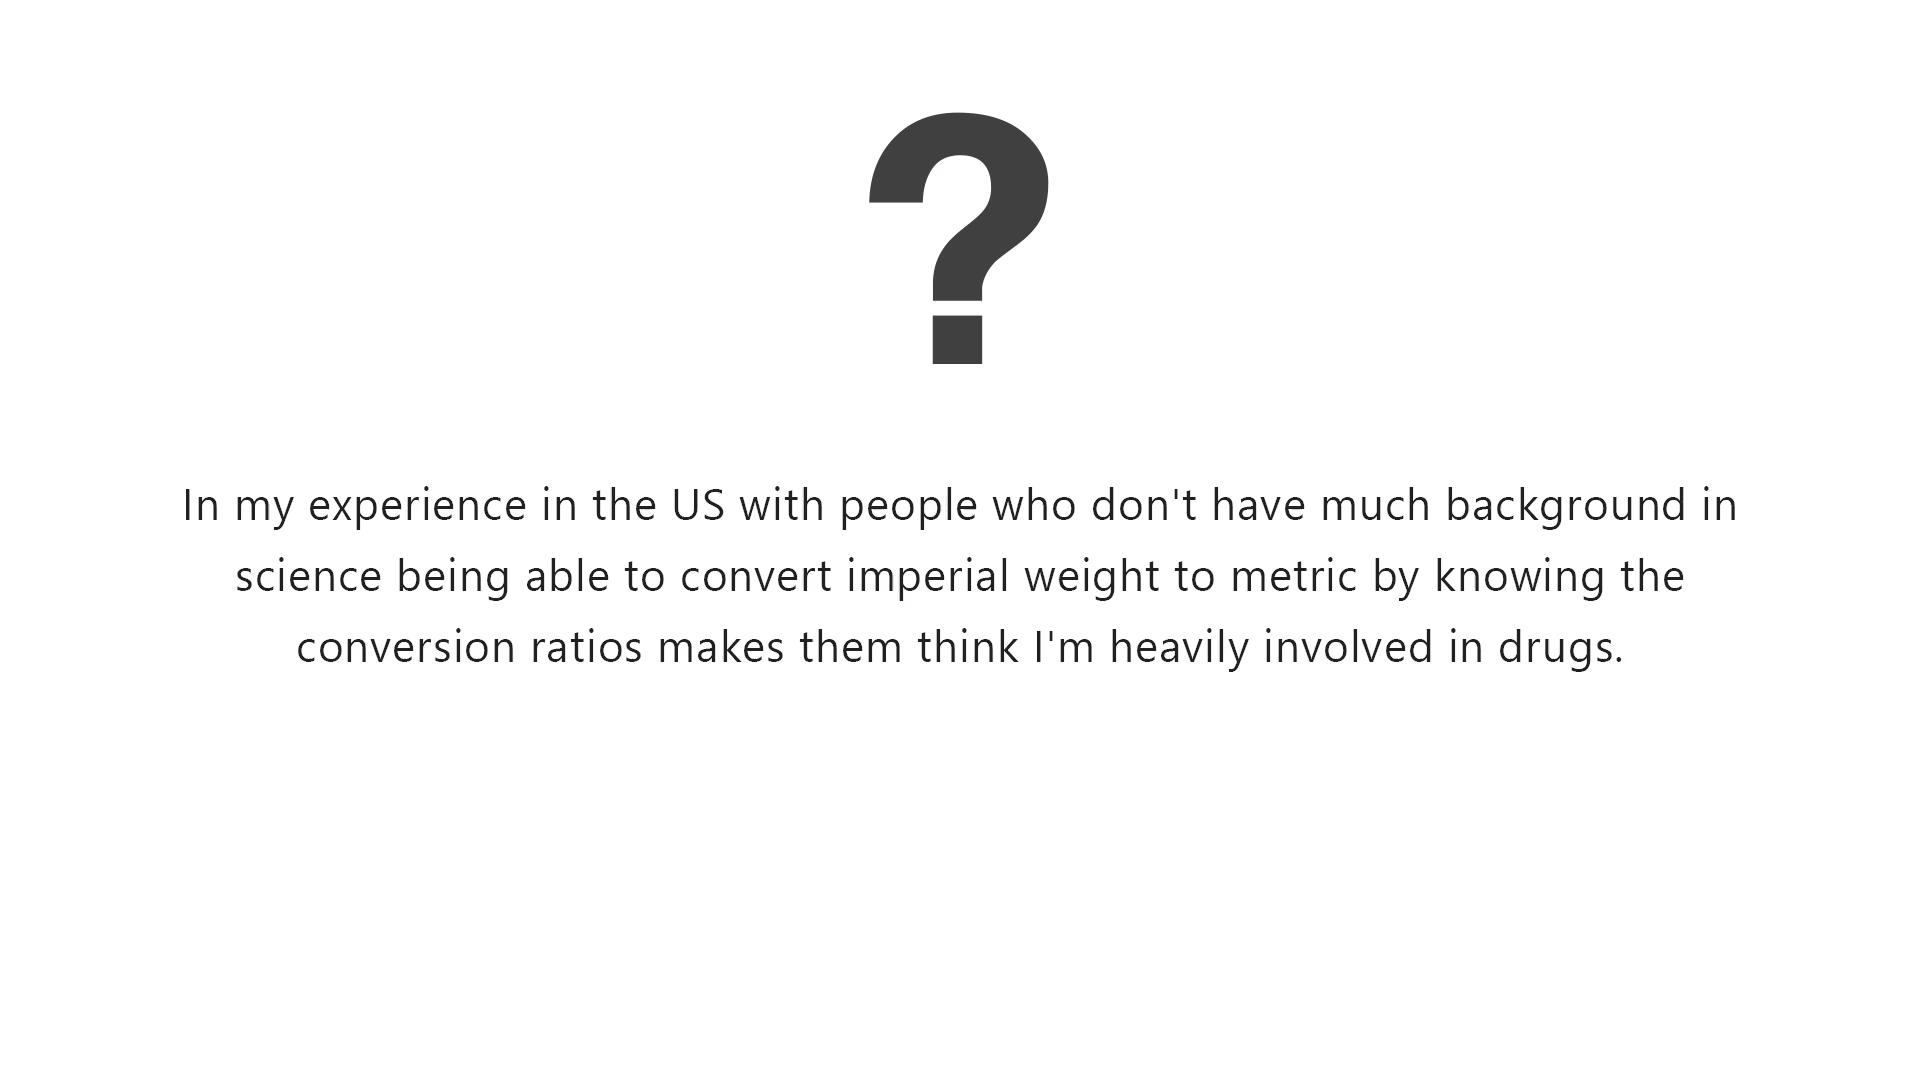 ?
In my experience in the US with people who don't have much background in
science being able to convert imperial weight to metric by knowing the
conversion ratios makes them think I'm heavily involved in drugs.